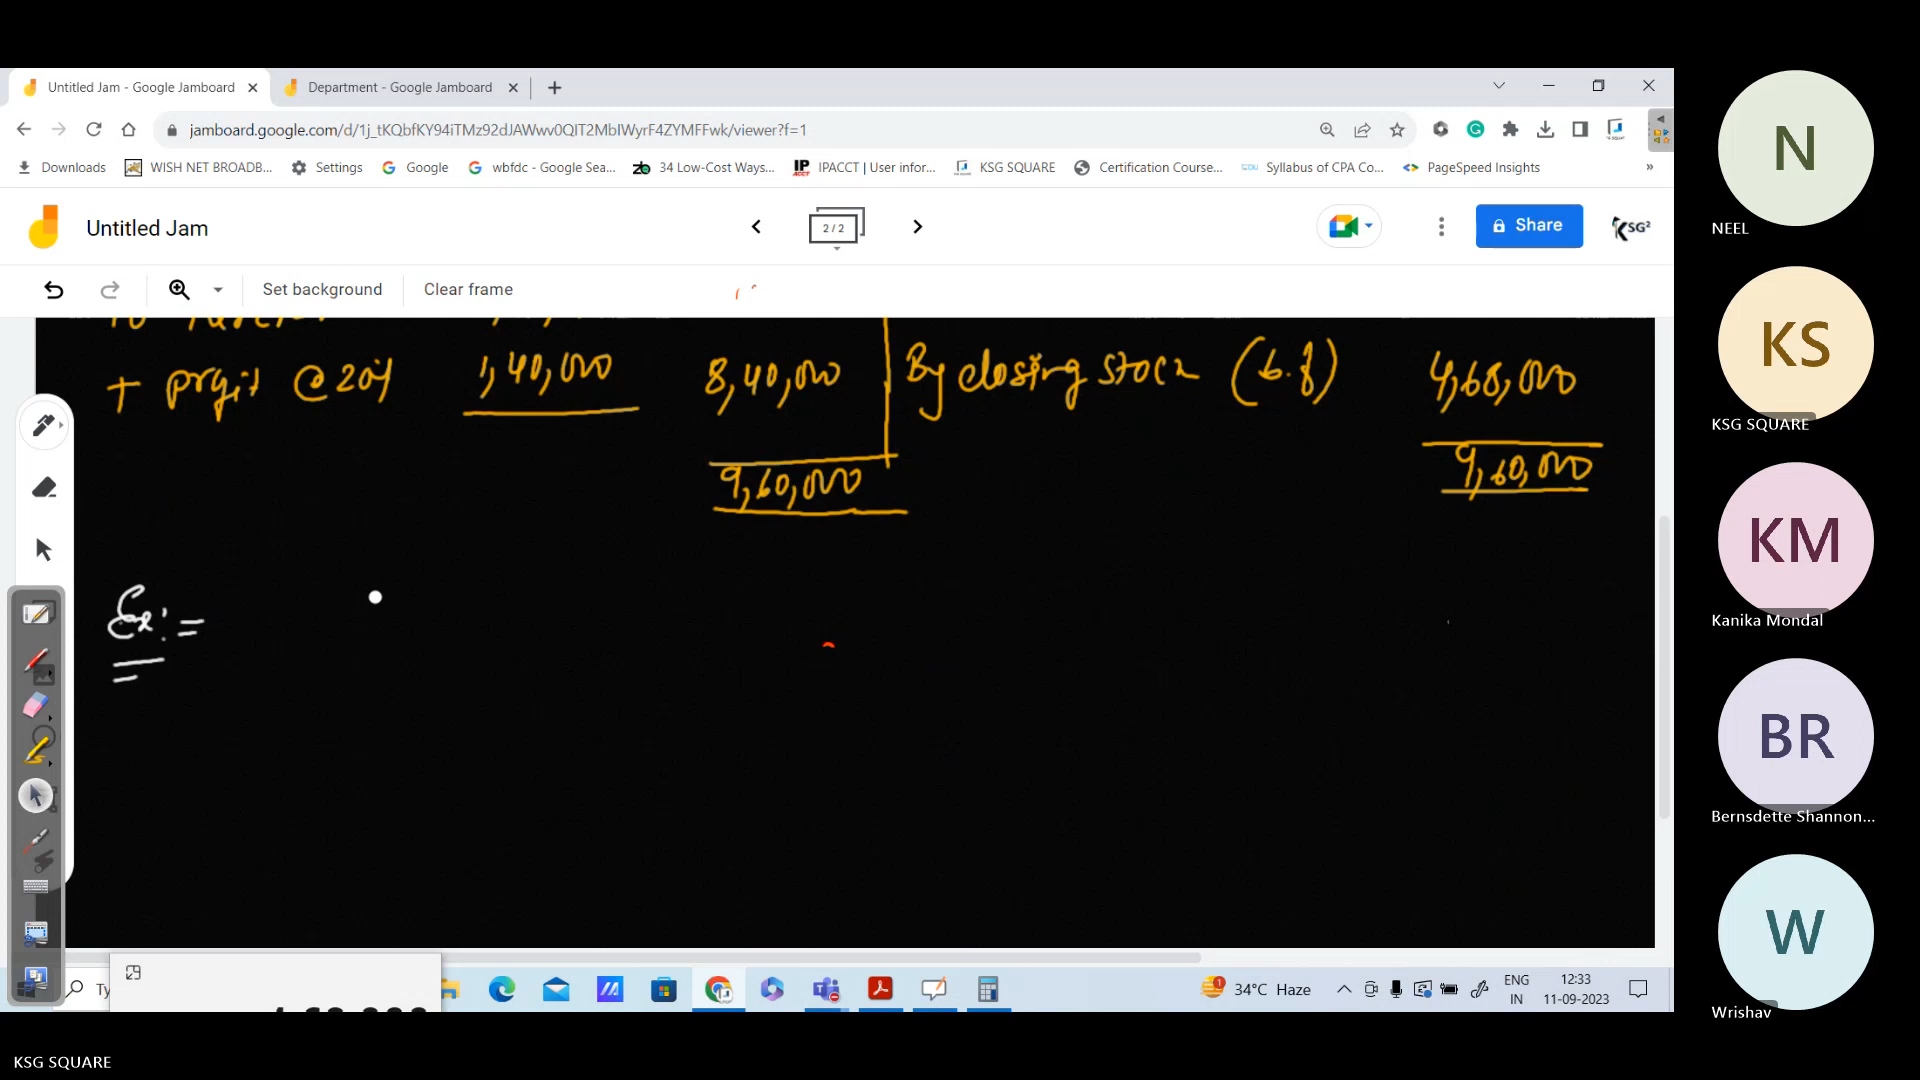 Untitled Jam - Google Jamboard
Department - Google Jamboard
jamboard.google.com/d/1j_tKQbfKY94iTMz92dJAWwv0QIT2MbIWyrF4ZYMFFwk/viewer?f=1
Downloads WISH NET BROADB... Settings Google wbfdc - Google Sea... 34 Low-Cost Ways... IPACCT | User infor... KSG SQUARE Certification Course... Syllabus of CPA Co... PageSpeed Insights »
Untitled Jam
2 / 2
Share
KSG²
Set background Clear frame
+ profit @ 20% 1,40,000 8,40,000 By closing stock (b.f) 4,68,000
9,60,000 9,60,000
Ex: =
Ty
34°C Haze
ENG
IN
12:33
11-09-2023
N
NEEL
KS
KSG SQUARE
KM
Kanika Mondal
BR
Bernsdette Shannon...
W
Wrishav
KSG SQUARE